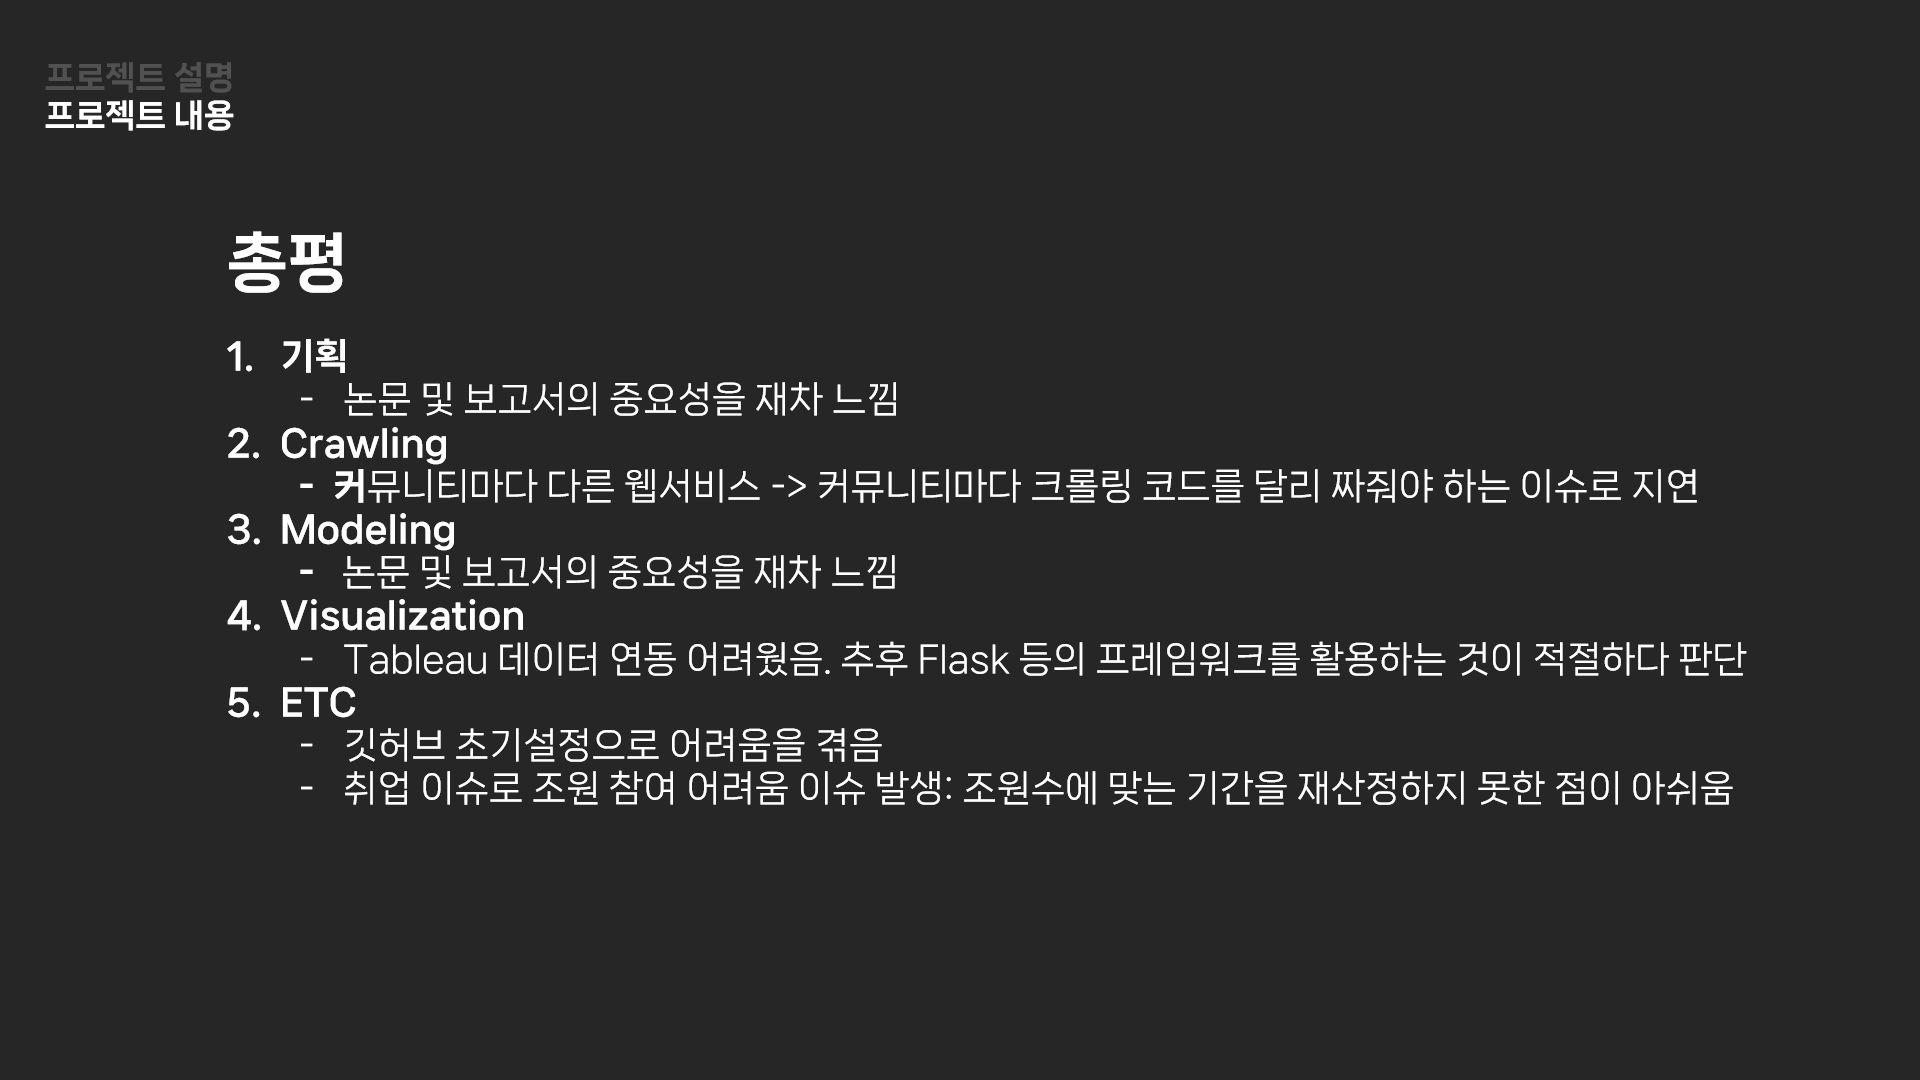 프로젝트 설명
프로젝트 내용
총평
1. 기획
- 논문 및 보고서의 중요성을 재차 느낌
2. Crawling
- 커뮤니티마다 다른 웹서비스 -> 커뮤니티마다 크롤링 코드를 달리 짜줘야 하는 이슈로 지연
3. Modeling
- 논문 및 보고서의 중요성을 재차 느낌
4. Visualization
- Tableau 데이터 연동 어려웠음. 추후 Flask 등의 프레임워크를 활용하는 것이 적절하다 판단
5. ETC
- 깃허브 초기설정으로 어려움을 겪음
- 취업 이슈로 조원 참여 어려움 이슈 발생: 조원수에 맞는 기간을 재산정하지 못한 점이 아쉬움